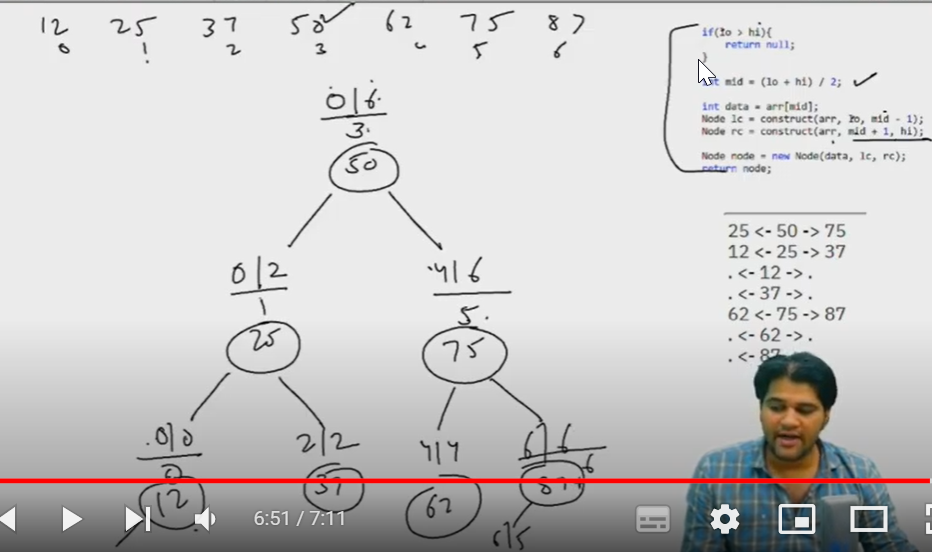 12 25 37 50 62 75 87
0 1 2 3 4 5 6
if(lo > hi){
return null;
}
int mid = (lo + hi) / 2;
int data = arr[mid];
Node lc = construct(arr, lo, mid - 1);
Node rc = construct(arr, mid + 1, hi);
Node node = new Node(data, lc, rc);
return node;
0|6
3
50
0|2
1
25
4|6
5
75
0|0
0
12
2|2
37
4|4
62
6|6
6
87
6/5
25 <- 50 -> 75
12 <- 25 -> 37
. <- 12 -> .
. <- 37 -> .
62 <- 75 -> 87
. <- 62 -> .
. <- 87
6:51 / 7:11